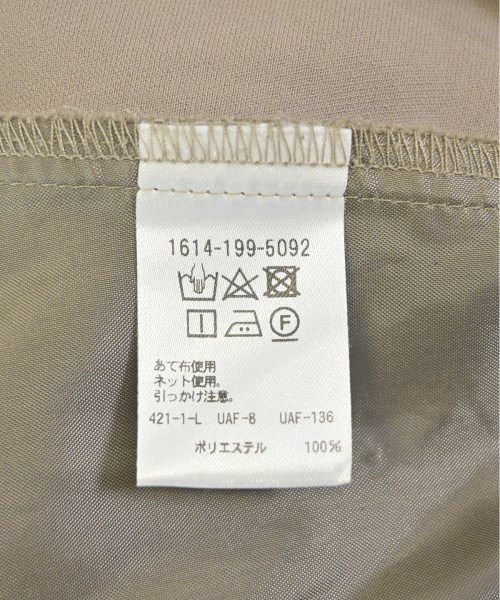 1614-199-5092
F
あて布使用
ネット使用。
引っかけ注意。
421-1-L UAF-8 UAF-136
ポリエステル 100%